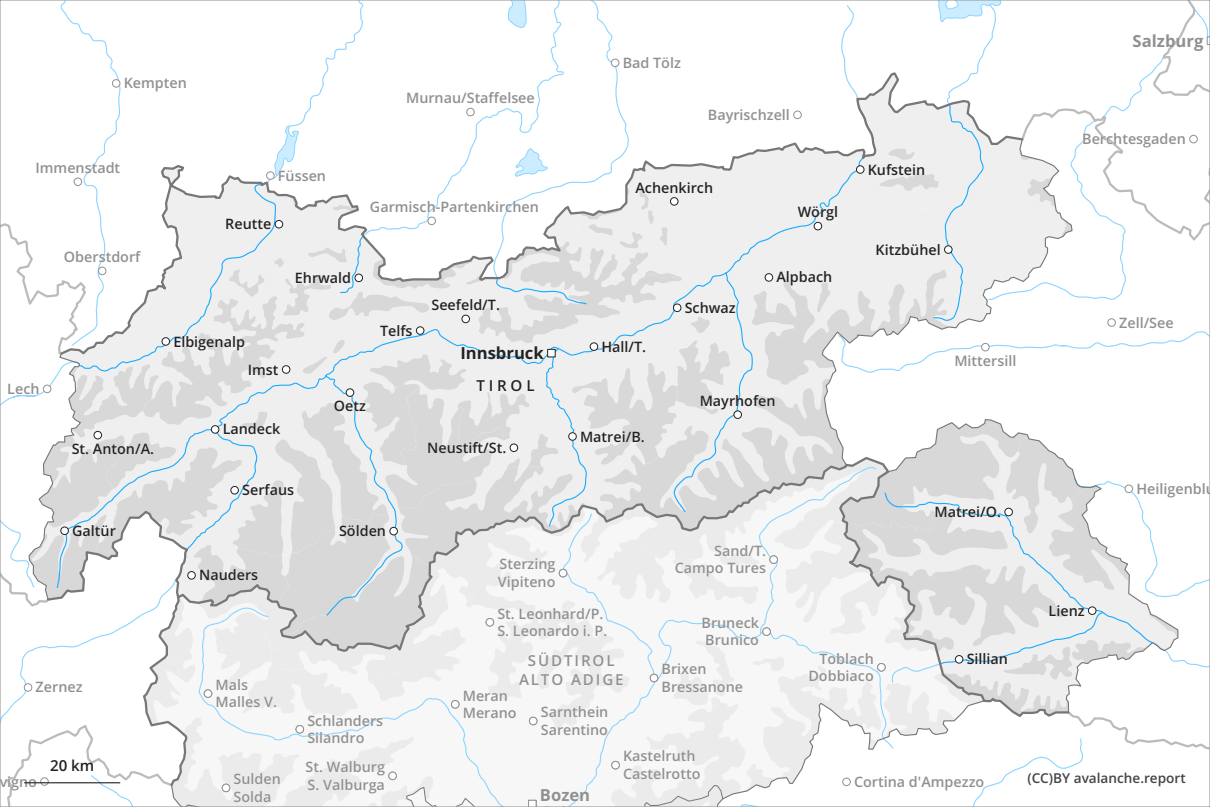 Salzburg
Bad Tölz
Kempten
Murnau/Staffelsee
Bayrischzell
Berchtesgaden
Immenstadt
Füssen
Kufstein
Achenkirch
Garmisch-Partenkirchen
Wörgl
Reutte
Kitzbühel
Oberstdorf
Ehrwald
Alpbach
Seefeld/T.
Schwaz
Zell/See
Telfs
Elbigenalp
Hall/T.
Innsbruck
Mittersill
Imst
TIROL
Lech
Oetz
Mayrhofen
Landeck
Matrei/B.
St. Anton/A.
Neustift/St.
Serfaus
Heiligenblu
Matrei/O.
Galtür
Sölden
Sand/T.
Campo Tures
Sterzing
Vipiteno
Nauders
Lienz
St. Leonhard/P.
S. Leonardo i. P.
Bruneck
Brunico
SÜDTIROL
ALTO ADIGE
Sillian
Toblach
Dobbiaco
Brixen
Bressanone
Zernez
Mals
Malles V.
Meran
Merano
Sarnthein
Sarentino
Schlanders
Silandro
Kastelruth
Castelrotto
20 km
St. Walburg
S. Valburga
vigno
Sulden
Solda
Cortina d'Ampezzo
(CC)BY avalanche.report
Bozen